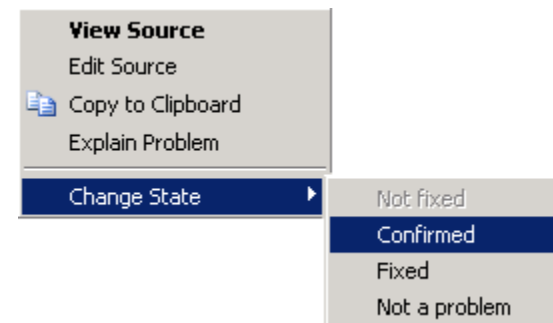 View Source
Edit Source
Copy to Clipboard
Explain Problem
Change State
Not fixed
Confirmed
Fixed
Not a problem